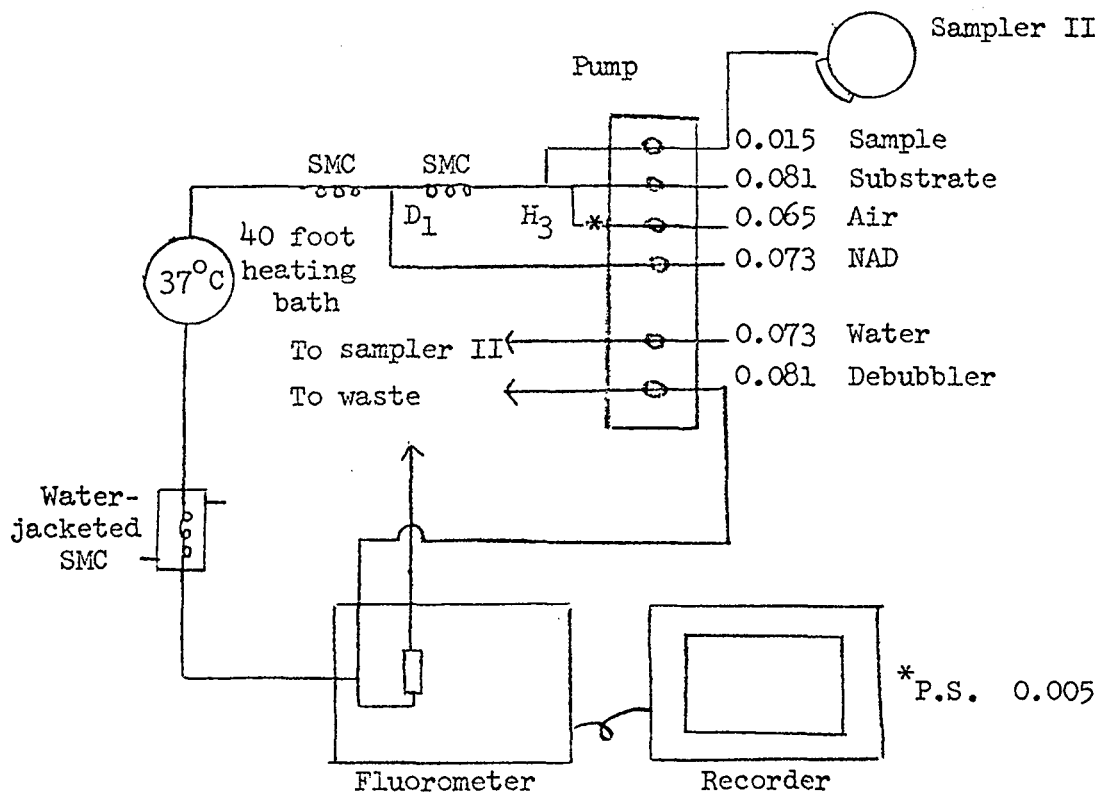 Sampler II
Pump
0.015 Sample
0.081 Substrate
0.065 Air
0.073 NAD
0.073 Water
0.081 Debubbler
SMC
SMC
D1
H3
*
40 foot
heating
bath
37°C
To sampler II
To waste
Water-
jacketed
SMC
*P.S. 0.005
Fluorometer
Recorder